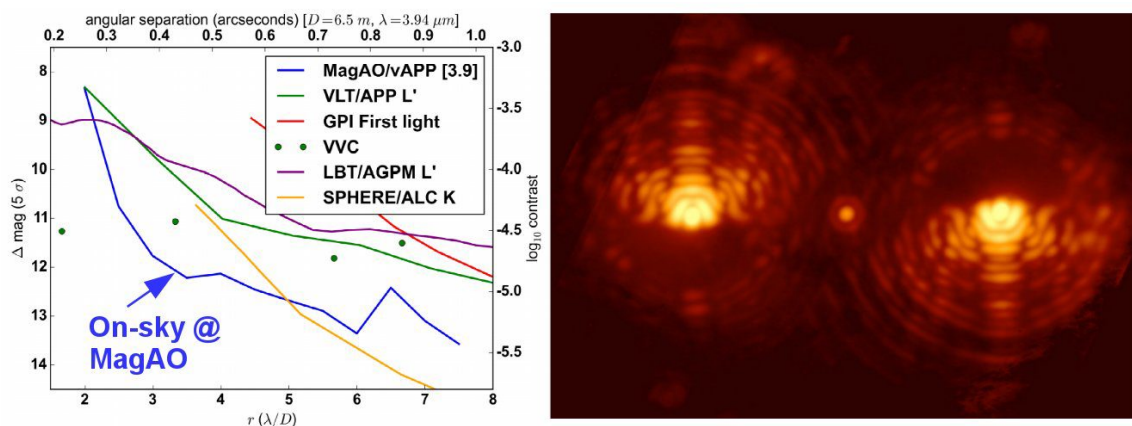 angular separation (arcseconds) [D=6.5 m, λ=3.94 μm]
0.2 0.3 0.4 0.5 0.6 0.7 0.8 0.9 1.0
MagAO/vAPP [3.9]
VLT/APP L'
GPI First light
VVC
LBT/AGPM L'
SPHERE/ALC K
On-sky @
MagAO
Δ mag (5 σ)
8
9
10
11
12
13
14
log₁₀ contrast
-3.0
-3.5
-4.0
-4.5
-5.0
-5.5
2 3 4 5 6 7 8
r (λ/D)